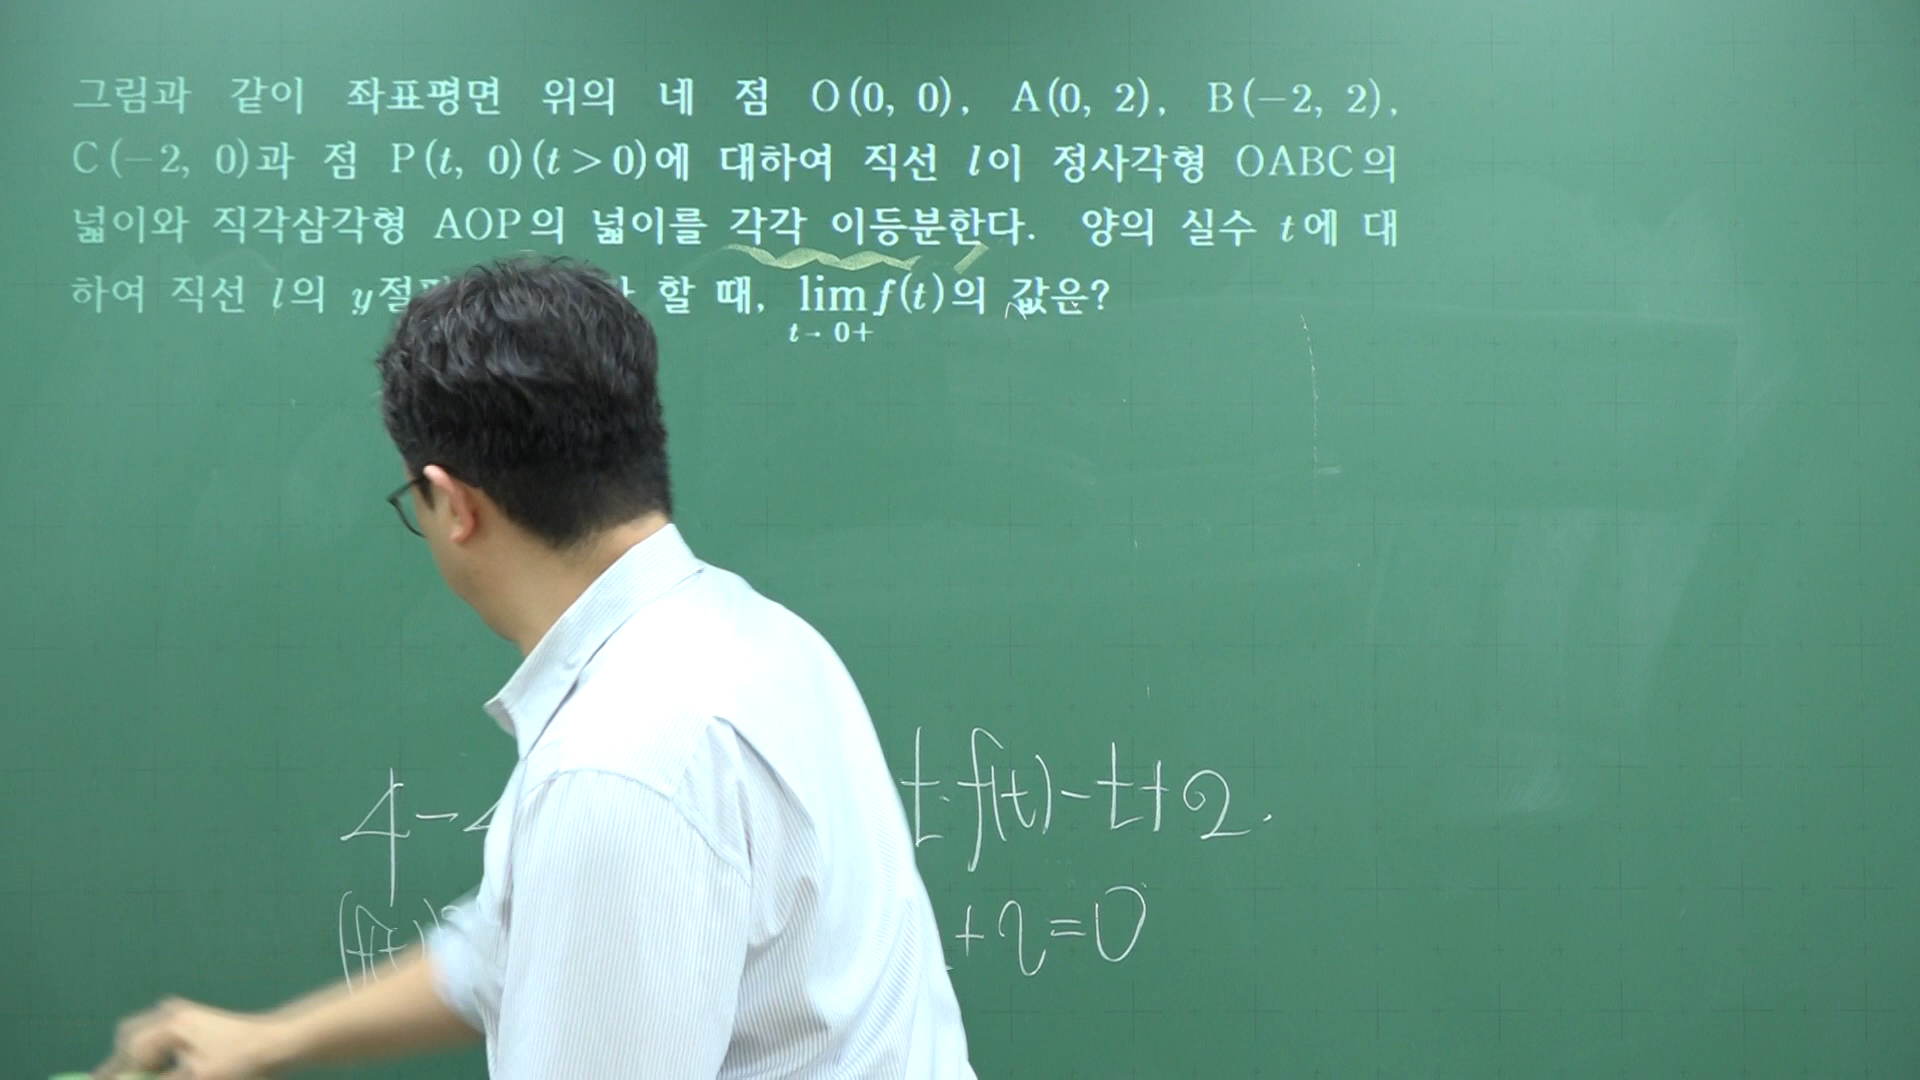 그림과 같이 좌표평면 위의 네 점 O(0, 0), A(0, 2), B(−2, 2),
C(−2, 0)과 점 P(t, 0)(t>0)에 대하여 직선 l이 정사각형 OABC의
넓이와 직각삼각형 AOP의 넓이를 각각 이등분한다. 양의 실수 t에 대
하여 직선 l의 할 때, lim f(t)의 값은?
t→0+
4− t·f(t)−t+2.
(f(t)) +2=0